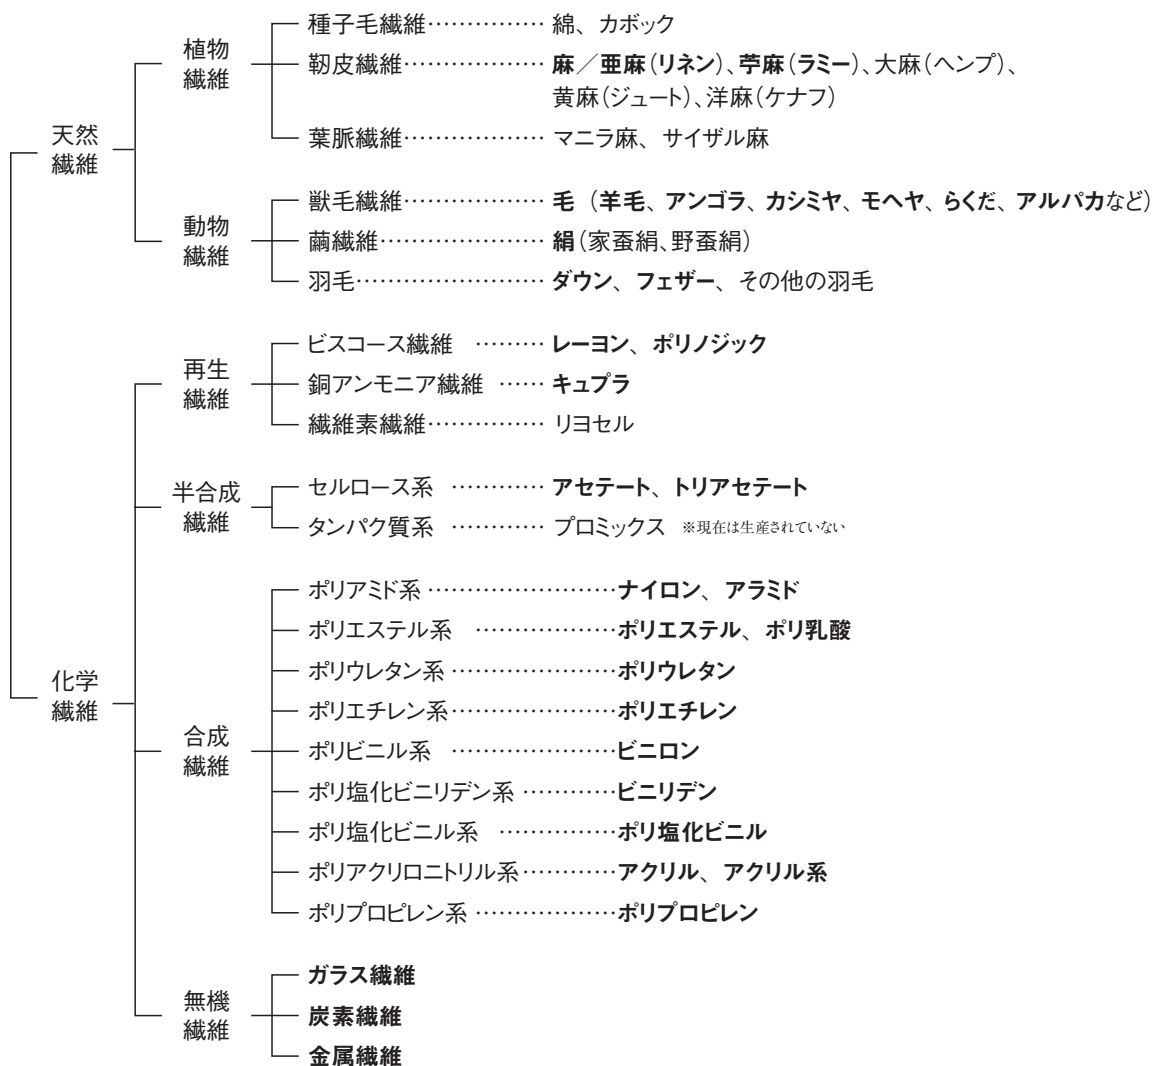 天然
繊維
植物
繊維
種子毛繊維…………… 綿、カボック
靭皮繊維……………… 麻／亜麻(リネン)、苧麻(ラミー)、大麻(ヘンプ)、
黄麻(ジュート)、洋麻(ケナフ)
葉脈繊維……………… マニラ麻、サイザル麻
動物
繊維
獣毛繊維……………… 毛 (羊毛、アンゴラ、カシミヤ、モヘヤ、らくだ、アルパカなど)
繭繊維………………… 絹(家蚕絹、野蚕絹)
羽毛…………………… ダウン、フェザー、その他の羽毛
化学
繊維
再生
繊維
ビスコース繊維 ……… レーヨン、ポリノジック
銅アンモニア繊維 …… キュプラ
繊維素繊維…………… リヨセル
半合成
繊維
セルロース系 ………… アセテート、トリアセテート
タンパク質系 ………… プロミックス ※現在は生産されていない
合成
繊維
ポリアミド系……………………ナイロン、アラミド
ポリエステル系 ………………ポリエステル、ポリ乳酸
ポリウレタン系…………………ポリウレタン
ポリエチレン系…………………ポリエチレン
ポリビニル系 …………………ビニロン
ポリ塩化ビニリデン系 …………ビニリデン
ポリ塩化ビニル系 ……………ポリ塩化ビニル
ポリアクリロニトリル系…………アクリル、アクリル系
ポリプロピレン系 ………………ポリプロピレン
無機
繊維
ガラス繊維
炭素繊維
金属繊維